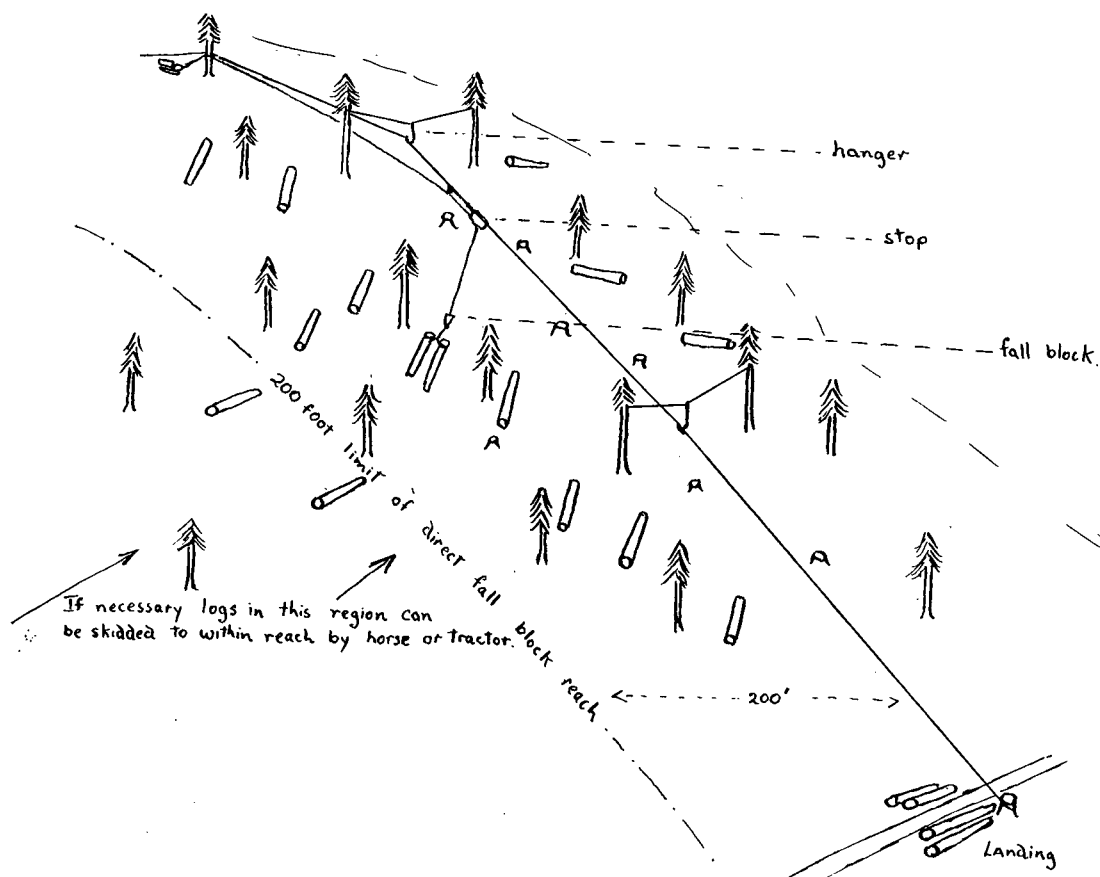 hanger
stop
fall block.
200 foot limit of direct fall block reach.
If necessary logs in this region can
be skidded to within reach by horse or tractor.
200'
Landing